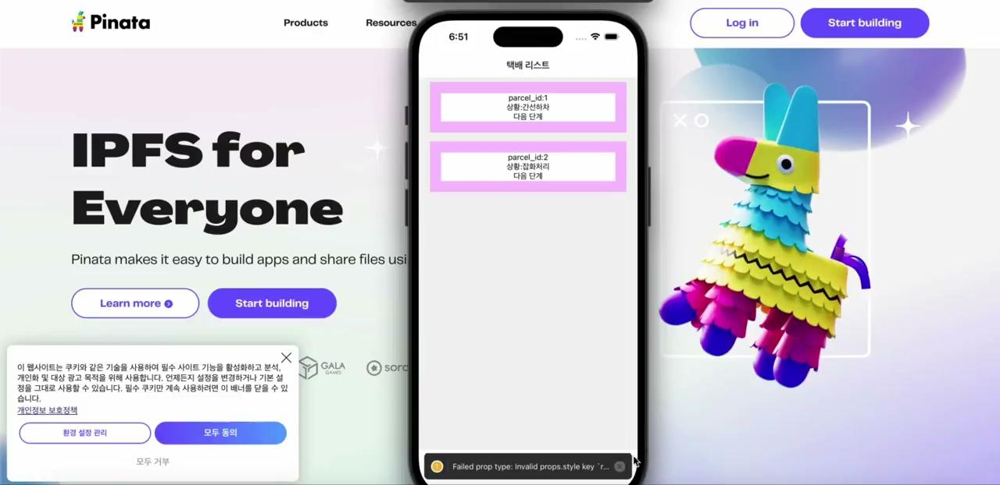 Pinata
Products
Resources
Log in
Start building
6:51
택배 리스트
parcel_id:1
상황:간선하차
다음 단계
parcel_id:2
상황:잡화처리
다음 단계
IPFS for
Everyone
Pinata makes it easy to build apps and share files usi
Learn more
Start building
GALA
GAMES
soro
이 웹사이트는 쿠키와 같은 기술을 사용하여 필수 사이트 기능을 활성화하고 분석,
개인화 및 대상 광고 목적을 위해 사용합니다. 언제든지 설정을 변경하거나 기본 설
정을 그대로 사용할 수 있습니다. 필수 쿠키만 계속 사용하려면 이 배너를 닫을 수 있
습니다.
개인정보 보호정책
환경 설정 관리
모두 동의
모두 거부
Failed prop type: Invalid props.style key `r...